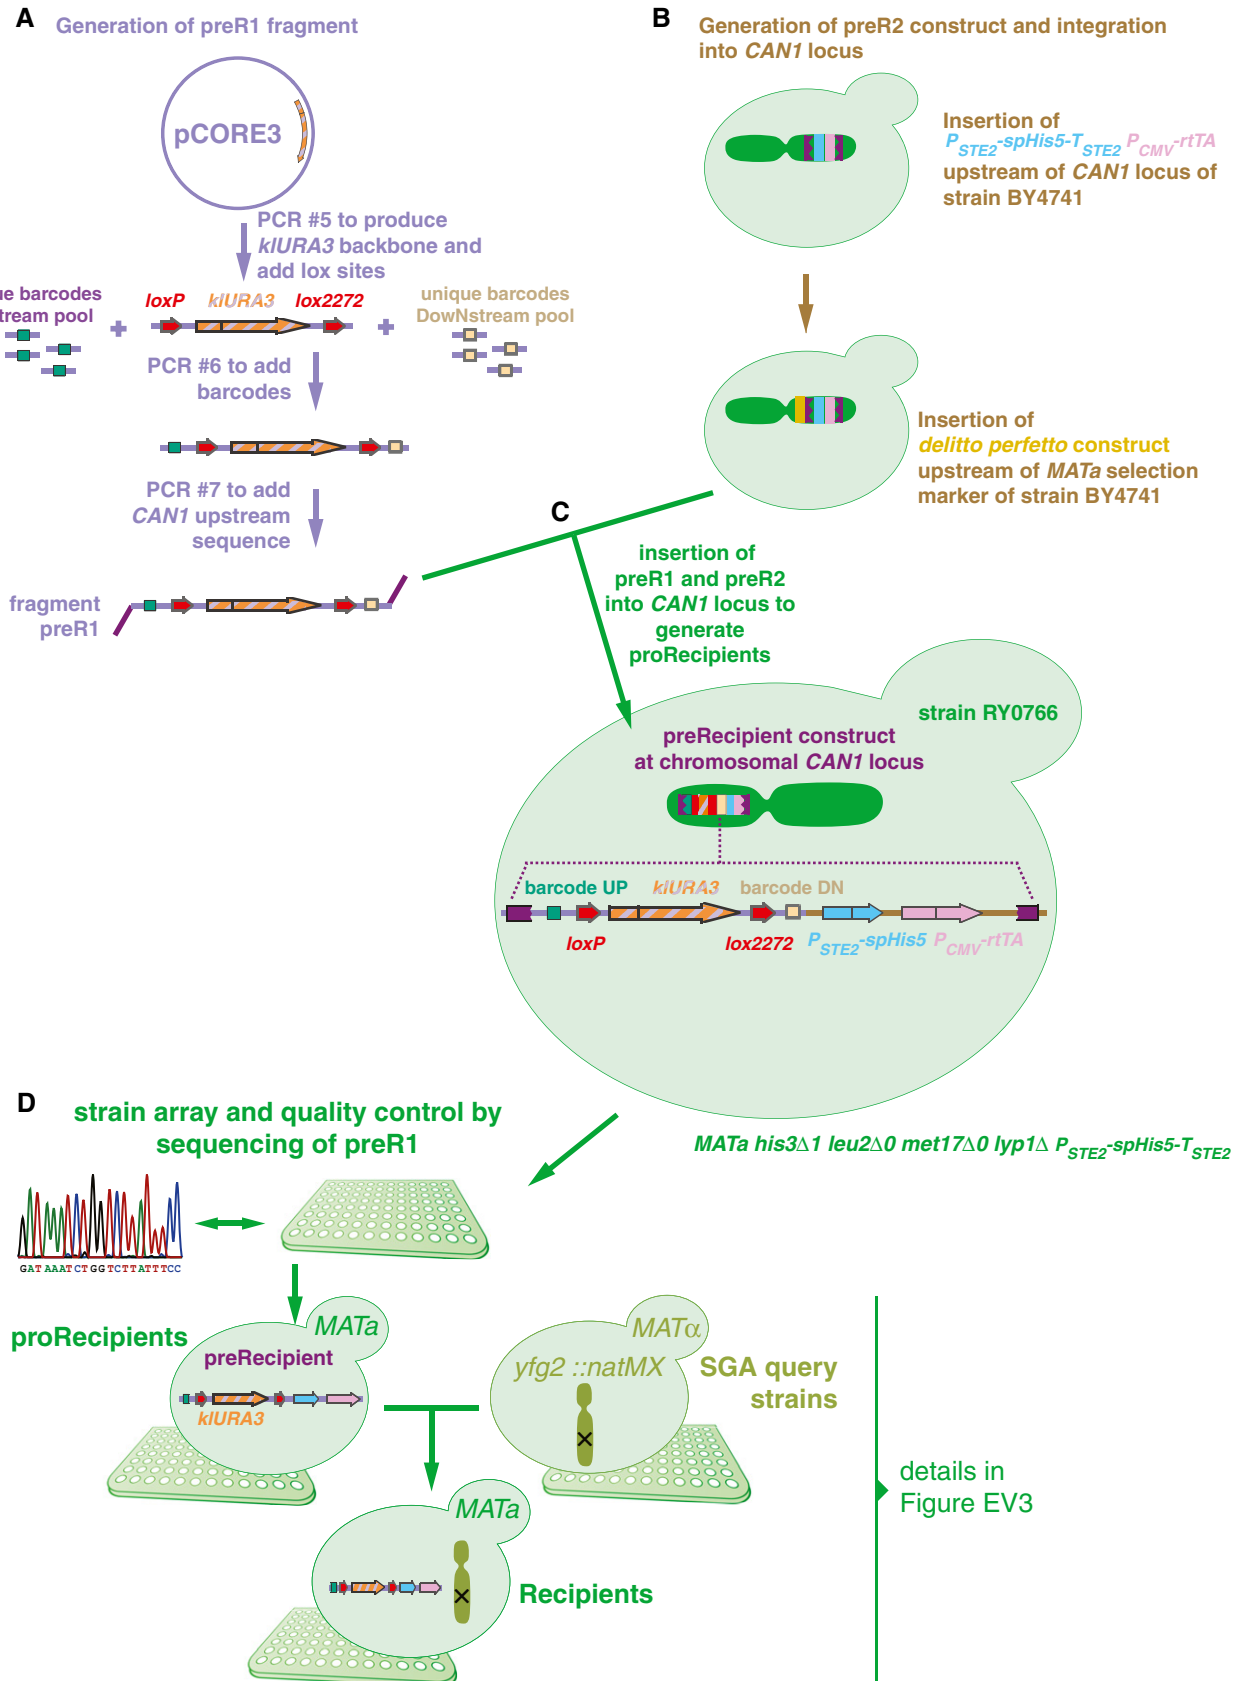 A
Generation of preR1 fragment
pCORE3
PCR #5 to produce
klURA3 backbone and
add lox sites
ue barcodes
tream pool
loxP klURA3 lox2272
unique barcodes
DowNstream pool
PCR #6 to add
barcodes
PCR #7 to add
CAN1 upstream
sequence
fragment
preR1
B
Generation of preR2 construct and integration
into CAN1 locus
Insertion of
PSTE2-spHis5-TSTE2 PCMV-rtTA
upstream of CAN1 locus of
strain BY4741
Insertion of
delitto perfetto construct
upstream of MATa selection
marker of strain BY4741
C
insertion of
preR1 and preR2
into CAN1 locus to
generate
proRecipients
strain RY0766
preRecipient construct
at chromosomal CAN1 locus
barcode UP klURA3 barcode DN
loxP lox2272 PSTE2-spHis5 PCMV-rtTA
MATa his3Δ1 leu2Δ0 met17Δ0 lyp1Δ PSTE2-spHis5-TSTE2
D
strain array and quality control by
sequencing of preR1
GATAAATCTGGTCTTATTTCC
proRecipients
MATa
preRecipient
klURA3
MATα
yfg2 ::natMX
SGA query
strains
MATa
Recipients
details in
Figure EV3